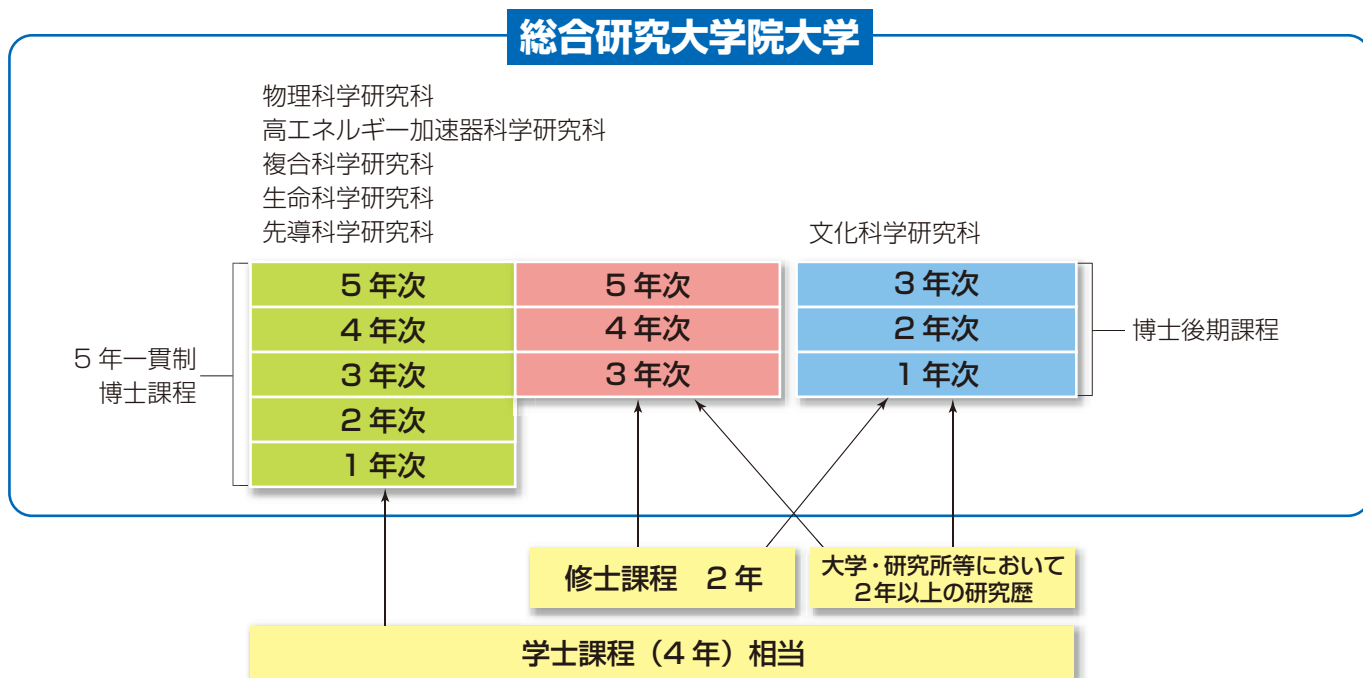 総合研究大学院大学
物理科学研究科
高エネルギー加速器科学研究科
複合科学研究科
生命科学研究科
先導科学研究科
文化科学研究科
5年一貫制
博士課程
5年次
4年次
3年次
2年次
1年次
5年次
4年次
3年次
3年次
2年次
1年次
博士後期課程
修士課程　2年
大学・研究所等において
2年以上の研究歴
学士課程（4年）相当